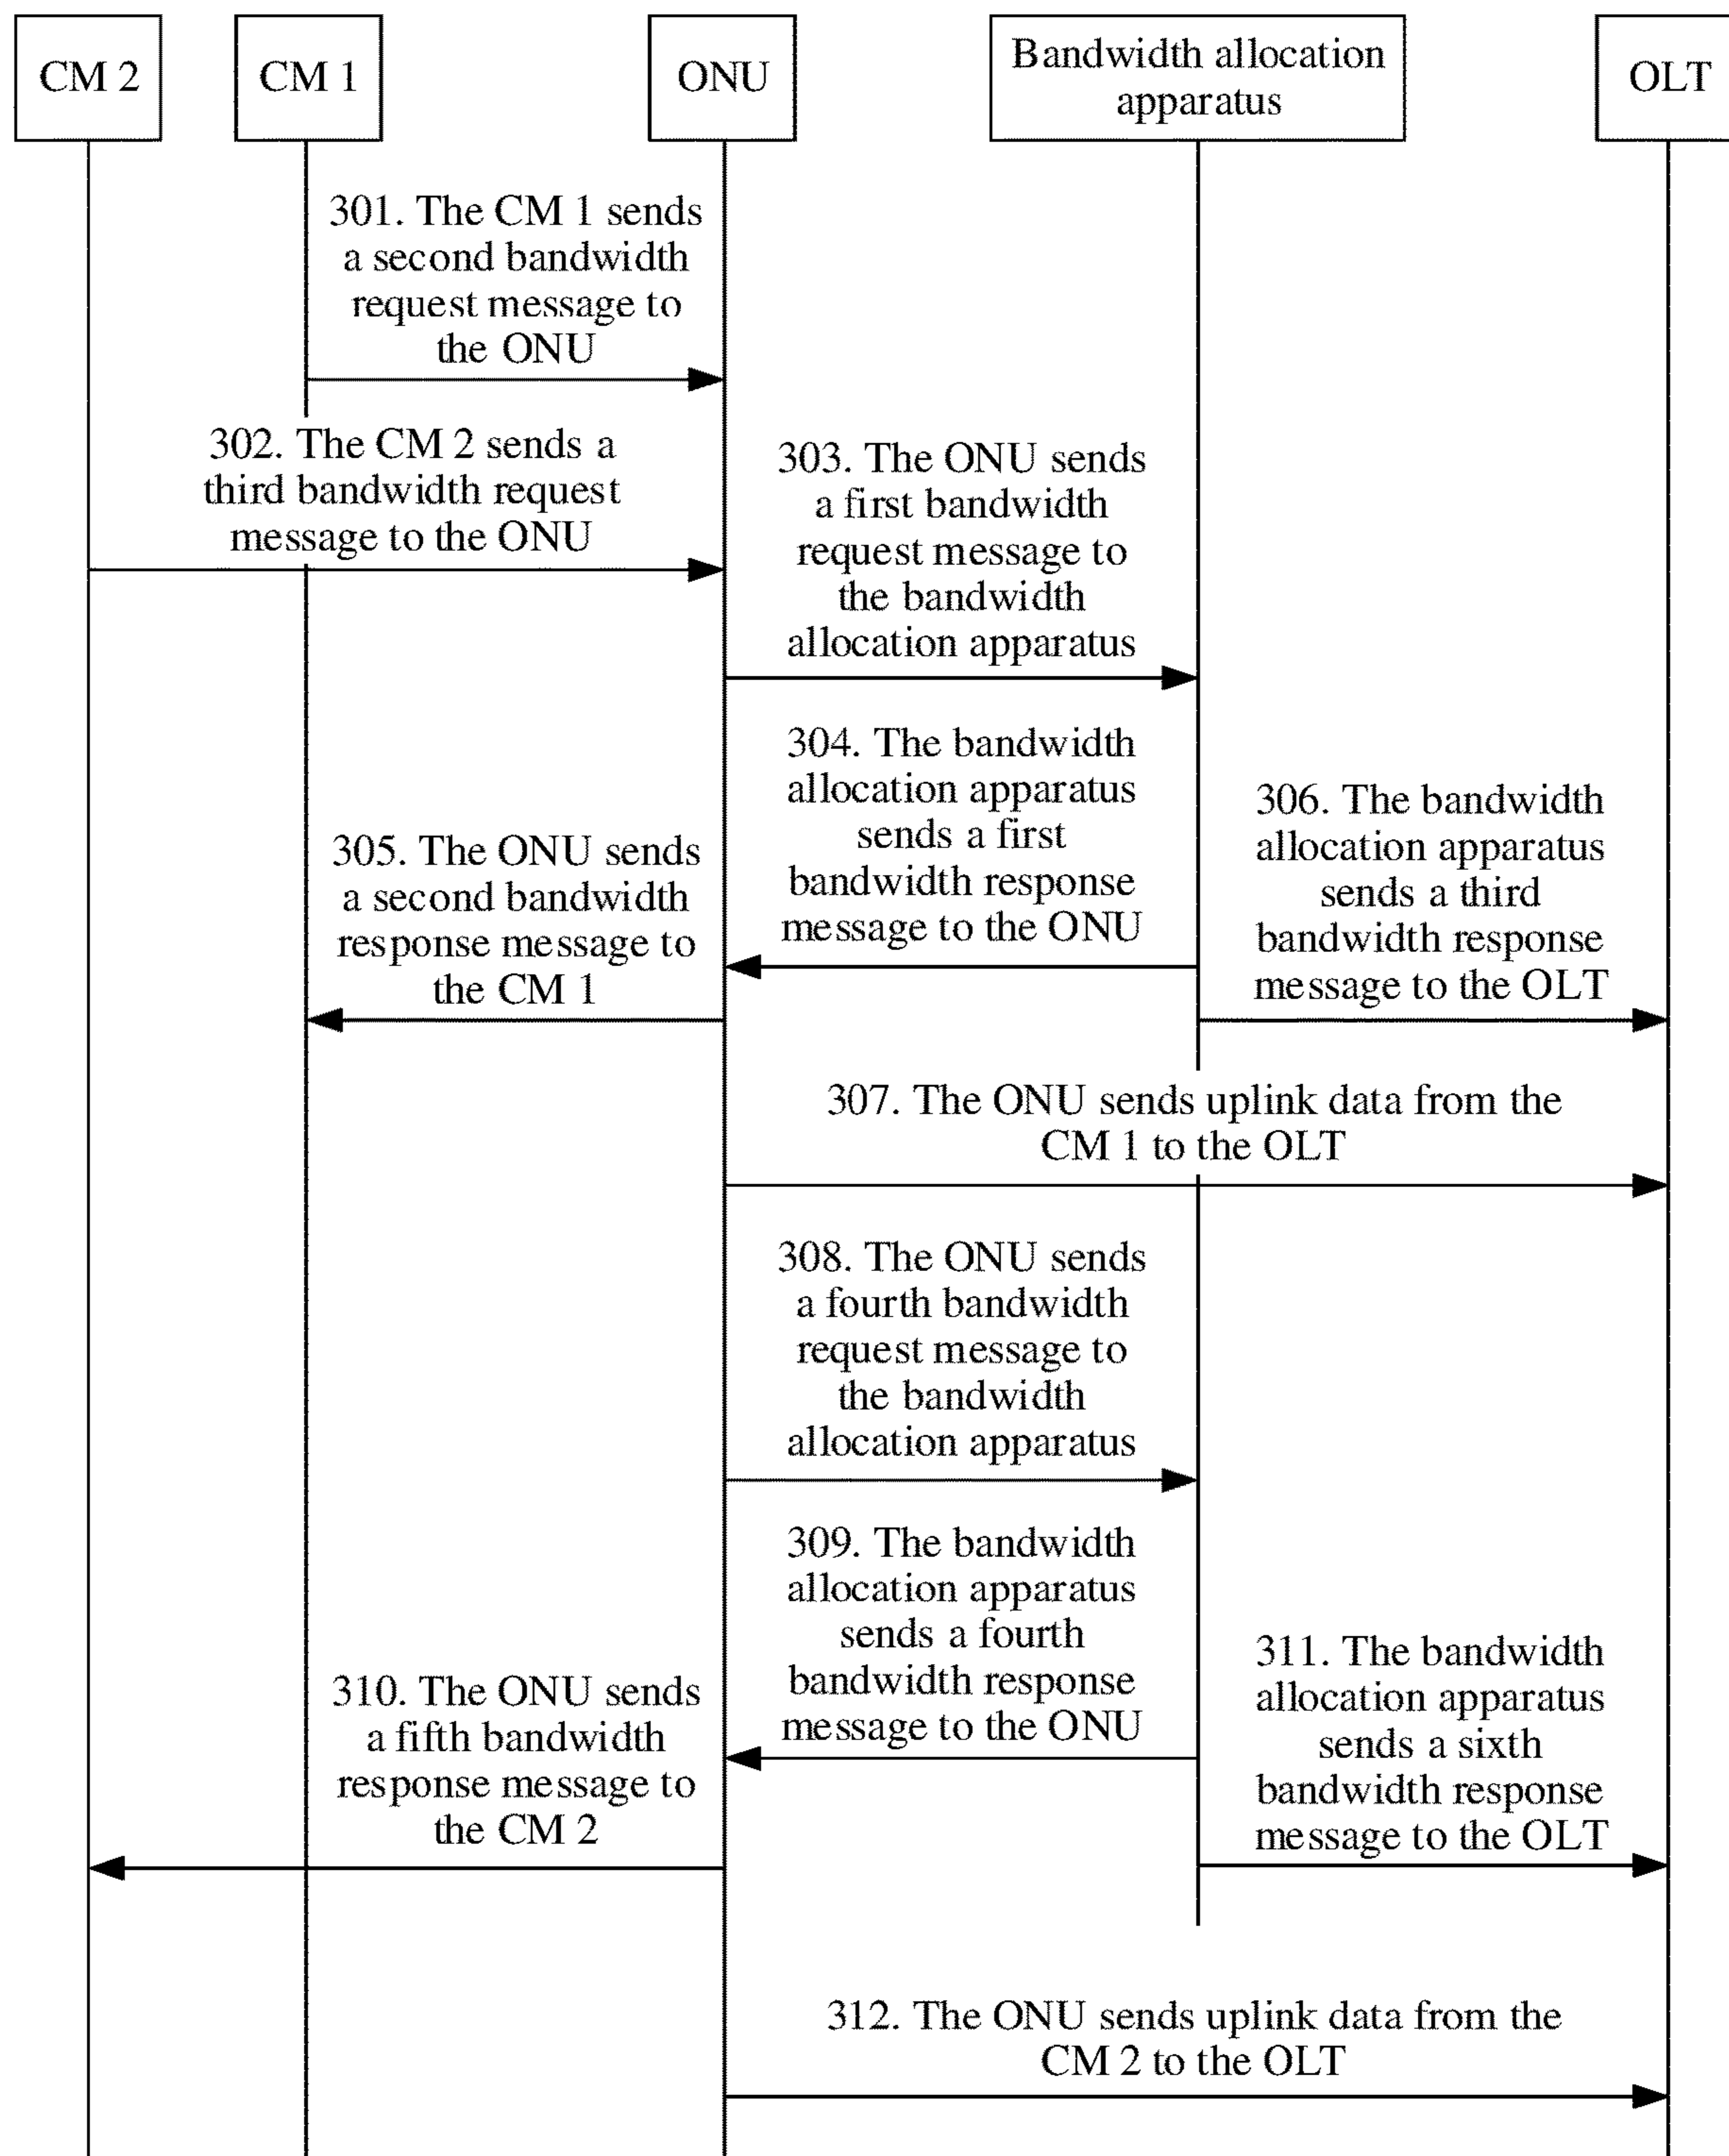 CM 2
CM 1
ONU
Bandwidth allocation
apparatus
OLT
301. The CM 1 sends
a second bandwidth
request message to
the ONU
302. The CM 2 sends a
third bandwidth request
message to the ONU
303. The ONU sends
a first bandwidth
request message to
the bandwidth
allocation apparatus
304. The bandwidth
allocation apparatus
sends a first
bandwidth response
message to the ONU
305. The ONU sends
a second bandwidth
response message to
the CM 1
306. The bandwidth
allocation apparatus
sends a third
bandwidth response
message to the OLT
307. The ONU sends uplink data from the
CM 1 to the OLT
308. The ONU sends
a fourth bandwidth
request message to
the bandwidth
allocation apparatus
309. The bandwidth
allocation apparatus
sends a fourth
bandwidth response
message to the ONU
310. The ONU sends
a fifth bandwidth
response message to
the CM 2
311. The bandwidth
allocation apparatus
sends a sixth
bandwidth response
message to the OLT
312. The ONU sends uplink data from the
CM 2 to the OLT